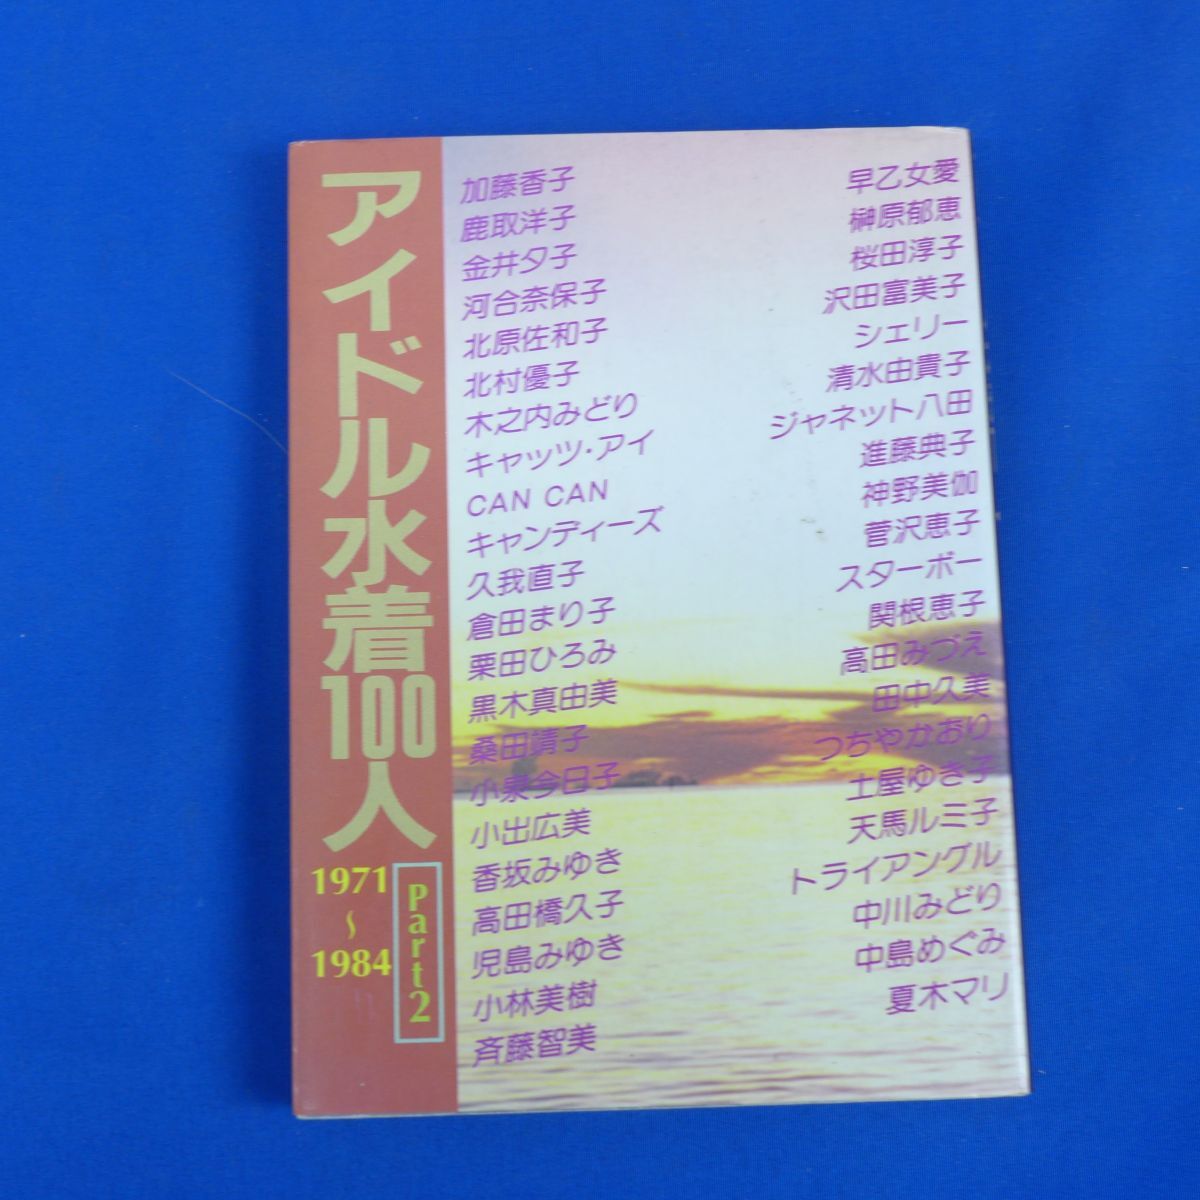 アイドル水着100人
1971
〜
1984
Part2
加藤香子
鹿取洋子
金井夕子
河合奈保子
北原佐和子
北村優子
木之内みどり
キャッツ・アイ
CAN CAN
キャンディーズ
久我直子
倉田まり子
栗田ひろみ
黒木真由美
桑田靖子
小泉今日子
小出広美
香坂みゆき
高田橋久子
児島みゆき
小林美樹
斉藤智美
早乙女愛
榊原郁恵
桜田淳子
沢田富美子
シェリー
清水由貴子
ジャネット八田
進藤典子
神野美伽
菅沢恵子
スターボー
関根恵子
高田みづえ
田中久美
つちやかおり
土屋ゆき子
天馬ルミ子
トライアングル
中川みどり
中島めぐみ
夏木マリ